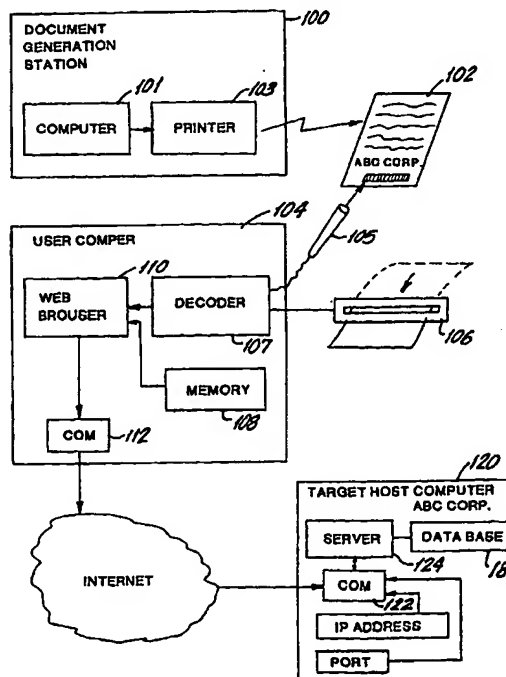 DOCUMENT
GENERATION
STATION
100
101
COMPUTER
103
PRINTER
102
ABC CORP.
104
USER COMPER
105
110
WEB
BROUSER
DECODER
107
106
MEMORY
108
COM
112
INTERNET
120
TARGET HOST COMPUTER
ABC CORP.
SERVER
124
DATA BASE
18
COM
122
IP ADDRESS
PORT